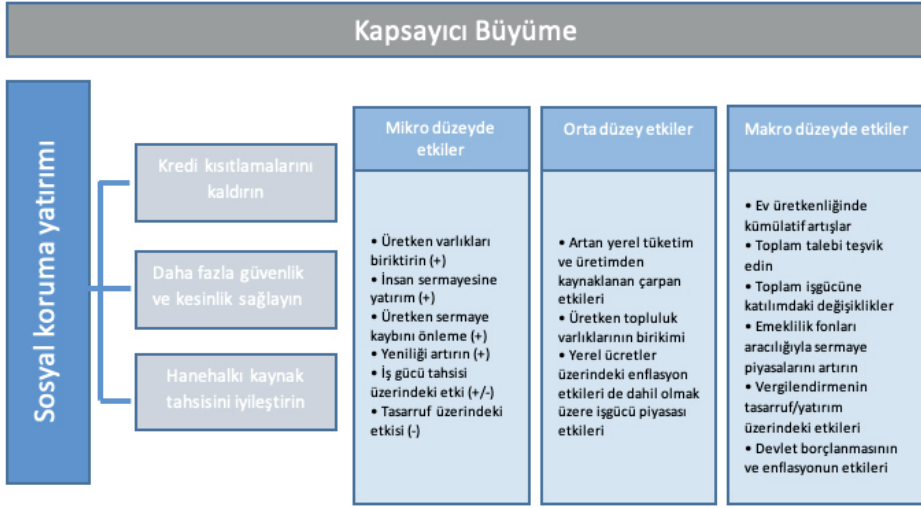 Kapsayıcı Büyüme
Sosyal koruma yatırımı
Kredi kısıtlamalarını
kaldırın
Daha fazla güvenlik
ve kesinlik sağlayın
Hanehalkı kaynak
tahsisini iyileştirin
Mikro düzeyde
etkiler
• Üretken varlıkları
biriktirin (+)
• İnsan sermayesine
yatırım (+)
• Üretken sermaye
kaybını önleme (+)
• Yeniliği artırın (+)
• İş gücü tahsisi
üzerindeki etki (+/-)
• Tasarruf üzerindeki
etkisi (-)
Orta düzey etkiler
• Artan yerel tüketim
ve üretimden
kaynaklanan çarpan
etkileri
• Üretken topluluk
varlıklarının birikimi
• Yerel ücretler
üzerindeki enflasyon
etkileri de dahil olmak
üzere işgücü piyasası
etkileri
Makro düzeyde etkiler
• Ev üretkenliğinde
kümülatif artışlar
• Toplam talebi teşvik
edin
• Toplam işgücüne
katılımdaki değişiklikler
• Emeklilik fonları
aracılığıyla sermaye
piyasalarını artırın
• Vergilendirmenin
tasarruf/yatırım
üzerindeki etkileri
• Devlet borçlanmasının
ve enflasyonun etkileri